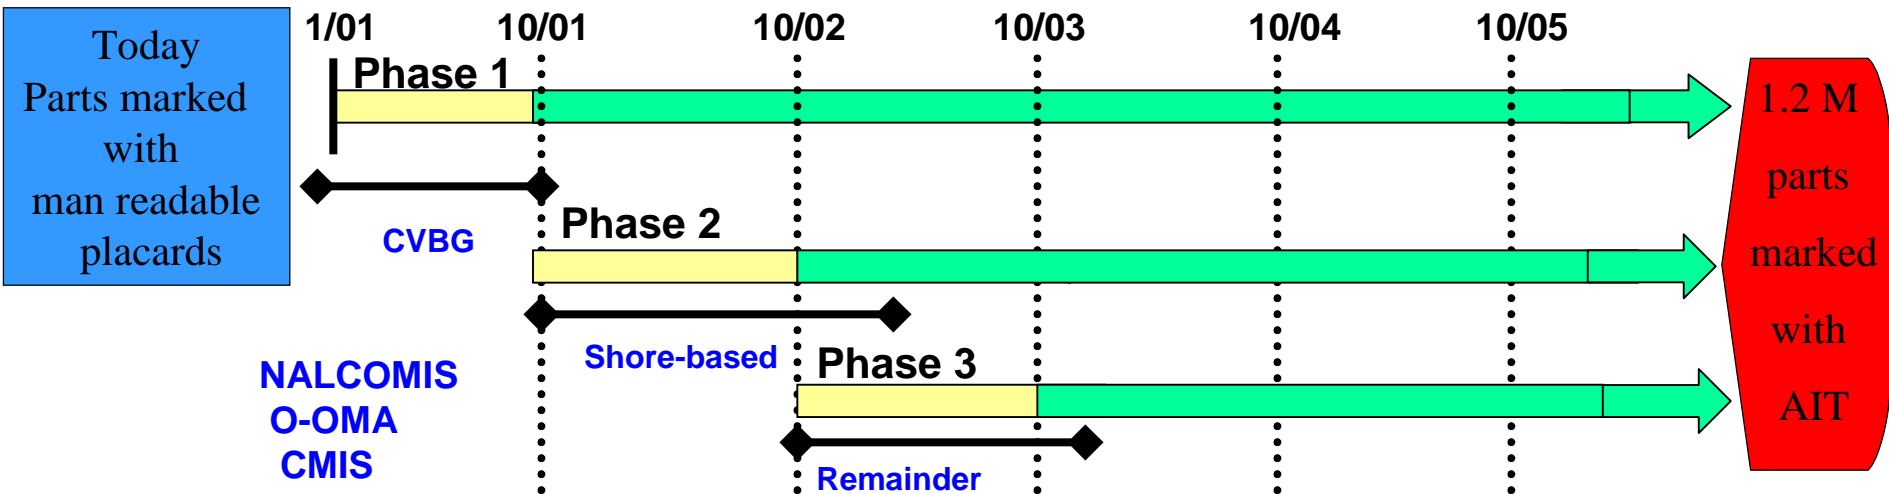 Today
Parts marked
with
man readable
placards
1/01
10/01
10/02
10/03
10/04
10/05
Phase 1
CVBG
Phase 2
Shore-based
Phase 3
Remainder
NALCOMIS
O-OMA
CMIS
1.2 M
parts
marked
with
AIT